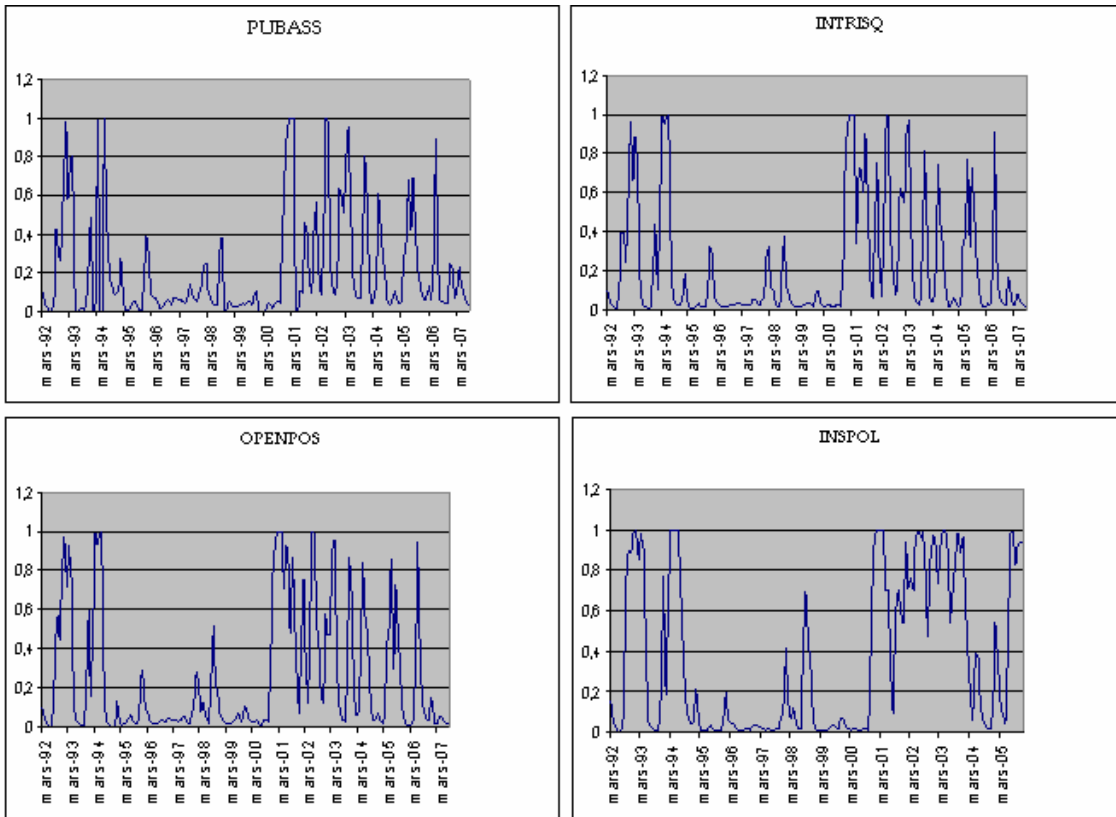 PUBASS
1,2
1
0,8
0,6
0,4
0,2
0
mars-92
mars-93
mars-94
mars-95
mars-96
mars-97
mars-98
mars-99
mars-00
mars-01
mars-02
mars-03
mars-04
mars-05
mars-06
mars-07
INTRISQ
1,2
1
0,8
0,6
0,4
0,2
0
mars-92
mars-93
mars-94
mars-95
mars-96
mars-97
mars-98
mars-99
mars-00
mars-01
mars-02
mars-03
mars-04
mars-05
mars-06
mars-07
OPENPOS
1,2
1
0,8
0,6
0,4
0,2
0
mars-92
mars-93
mars-94
mars-95
mars-96
mars-97
mars-98
mars-99
mars-00
mars-01
mars-02
mars-03
mars-04
mars-05
mars-06
mars-07
INSPOL
1,2
1
0,8
0,6
0,4
0,2
0
mars-92
mars-93
mars-94
mars-95
mars-96
mars-97
mars-98
mars-99
mars-00
mars-01
mars-02
mars-03
mars-04
mars-05